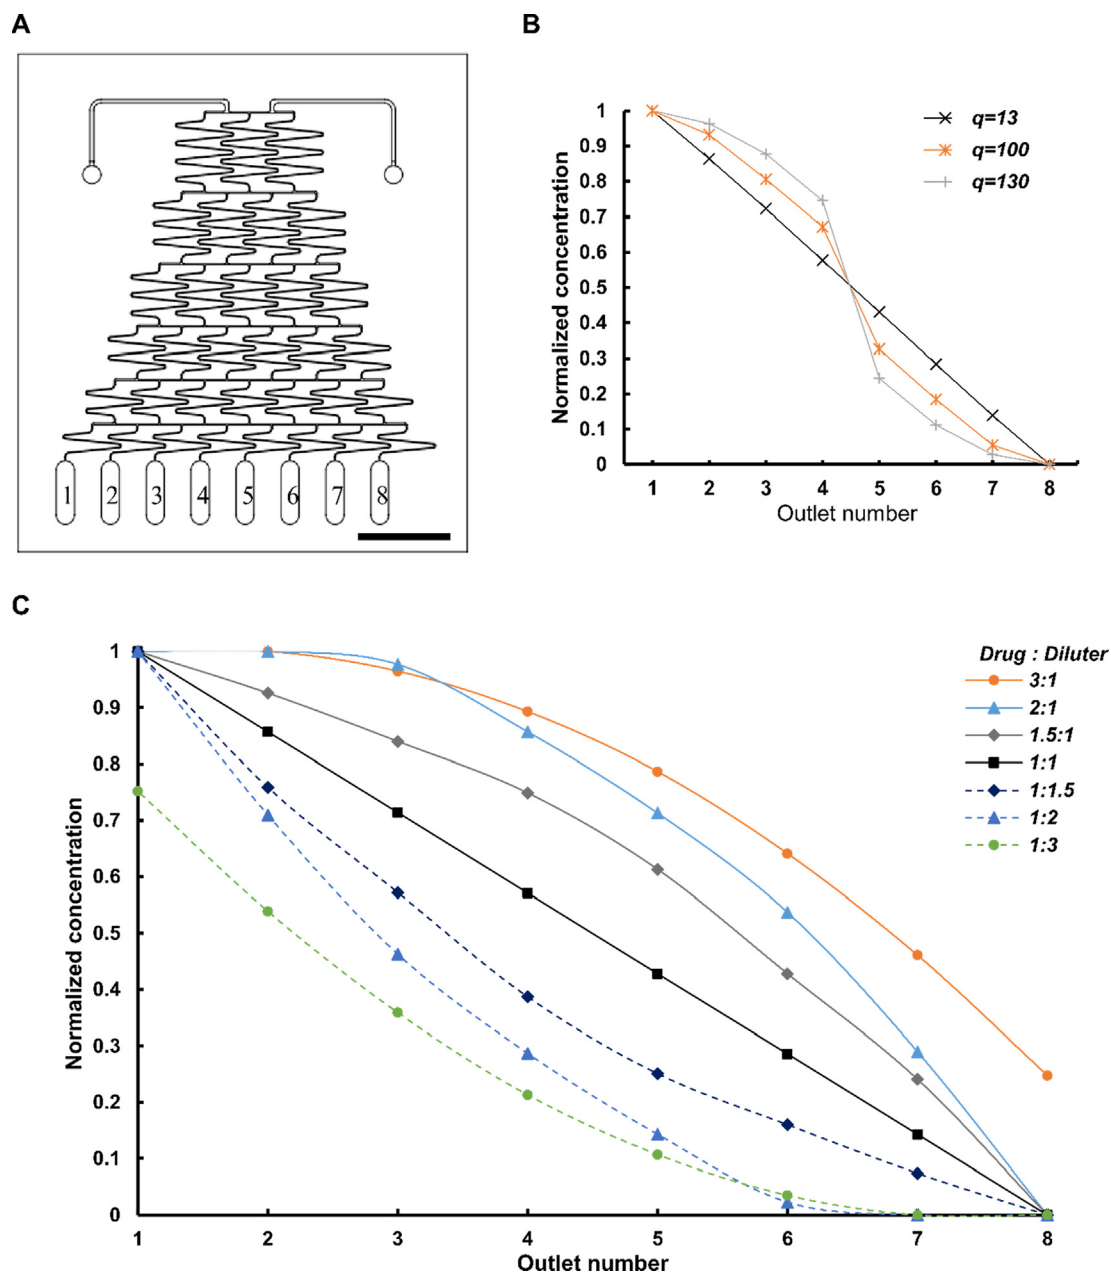 A
1 2 3 4 5 6 7 8
B
Normalized concentration
1
0.9
0.8
0.7
0.6
0.5
0.4
0.3
0.2
0.1
0
1 2 3 4 5 6 7 8
Outlet number
q=13
q=100
q=130
C
Normalized concentration
1
0.9
0.8
0.7
0.6
0.5
0.4
0.3
0.2
0.1
0
1 2 3 4 5 6 7 8
Outlet number
Drug : Diluter
3:1
2:1
1.5:1
1:1
1:1.5
1:2
1:3